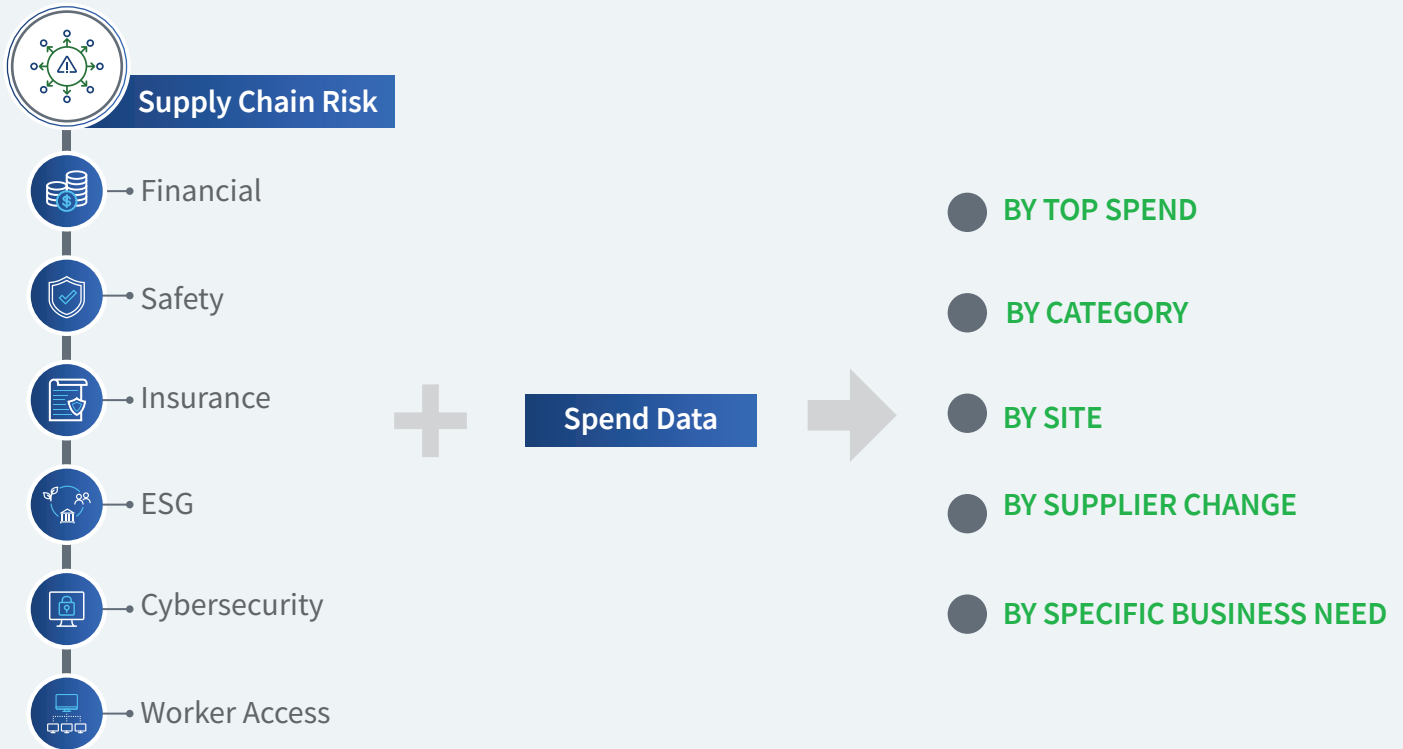 Supply Chain Risk
Financial
Safety
Insurance
ESG
Cybersecurity
Worker Access
Spend Data
BY TOP SPEND
BY CATEGORY
BY SITE
BY SUPPLIER CHANGE
BY SPECIFIC BUSINESS NEED